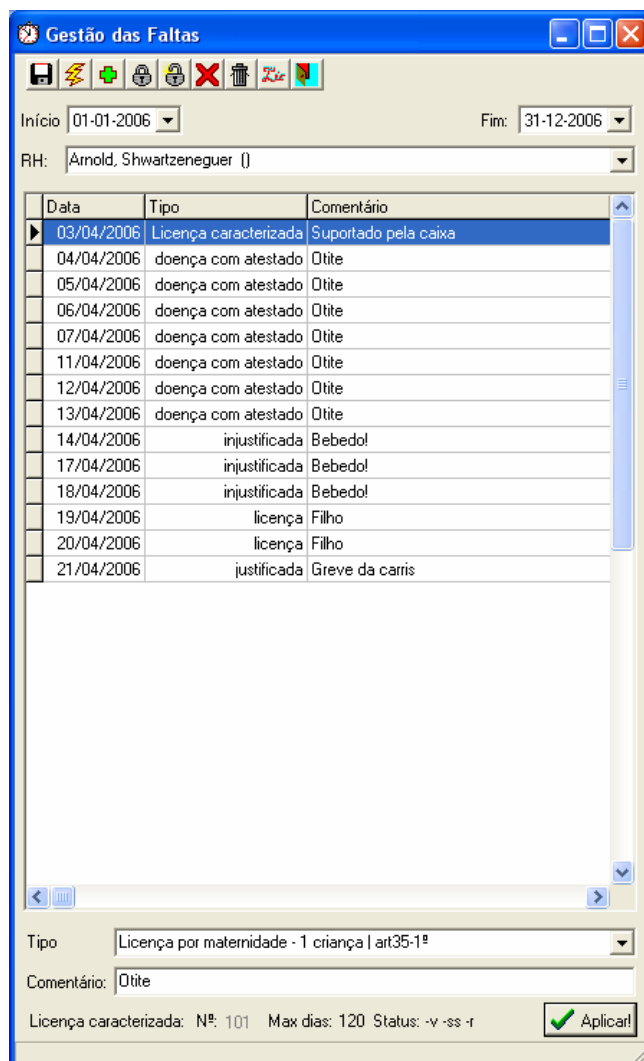 Gestão das Faltas
Início 01-01-2006 Fim: 31-12-2006
RH: Arnold, Shwartzeneguer ()
Data Tipo Comentário
03/04/2006 Licença caracterizada Suportado pela caixa
04/04/2006 doença com atestado Otite
05/04/2006 doença com atestado Otite
06/04/2006 doença com atestado Otite
07/04/2006 doença com atestado Otite
11/04/2006 doença com atestado Otite
12/04/2006 doença com atestado Otite
13/04/2006 doença com atestado Otite
14/04/2006 injustificada Bebedo!
17/04/2006 injustificada Bebedo!
18/04/2006 injustificada Bebedo!
19/04/2006 licença Filho
20/04/2006 licença Filho
21/04/2006 justificada Greve da carris
Tipo Licença por maternidade - 1 criança | art35-1º
Comentário: Otite
Licença caracterizada: Nº: 101 Max dias: 120 Status: -v -ss -r Aplicar!